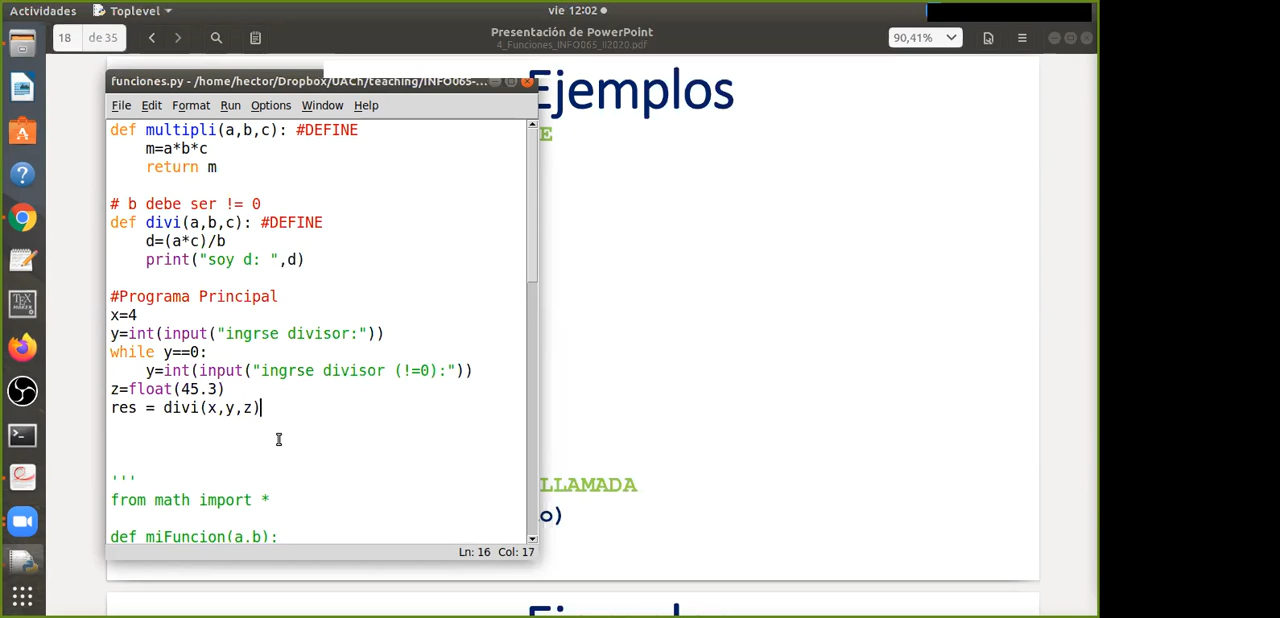 Actividades
Toplevel
vie 12:02
18
de 35
Presentación de PowerPoint
4_Funciones_INFO065_II2020.pdf
90,41%
Ejemplos
funciones.py - /home/hector/Dropbox/UACh/teaching/INFO065-...
File Edit Format Run Options Window Help
def multipli(a,b,c): #DEFINE
E
m=a*b*c
return m
# b debe ser != 0
def divi(a,b,c): #DEFINE
d=(a*c)/b
print("soy d: ",d)
#Programa Principal
x=4
y=int(input("ingrse divisor:"))
while y==0:
y=int(input("ingrse divisor (!=0):"))
z=float(45.3)
res = divi(x,y,z)
'''
from math import *
LLAMADA
o)
def miFuncion(a,b):
Ln: 16 Col: 17